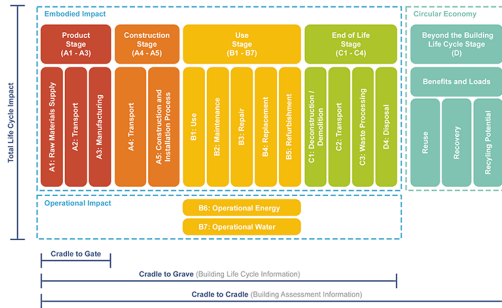 Embodied Impact
Circular Economy
Product
Stage
(A1 - A3)
Construction
Stage
(A4 - A5)
Use
Stage
(B1 - B7)
End of Life
Stage
(C1 - C4)
Beyond the Building
Life Cycle Stage
(D)
Benefits and Loads
Total Life Cycle Impact
A1: Raw Materials Supply
A2: Transport
A3: Manufacturing
A4: Transport
A5: Construction and
Installation Process
B1: Use
B2: Maintenance
B3: Repair
B4: Replacement
B5: Refurbishment
C1: Deconstruction /
Demolition
C2: Transport
C3: Waste Processing
D4: Disposal
Reuse
Recovery
Recyling Potential
Operational Impact
B6: Operational Energy
B7: Operational Water
Cradle to Gate
Cradle to Grave (Building Life Cycle Information)
Cradle to Cradle (Building Assessment Information)